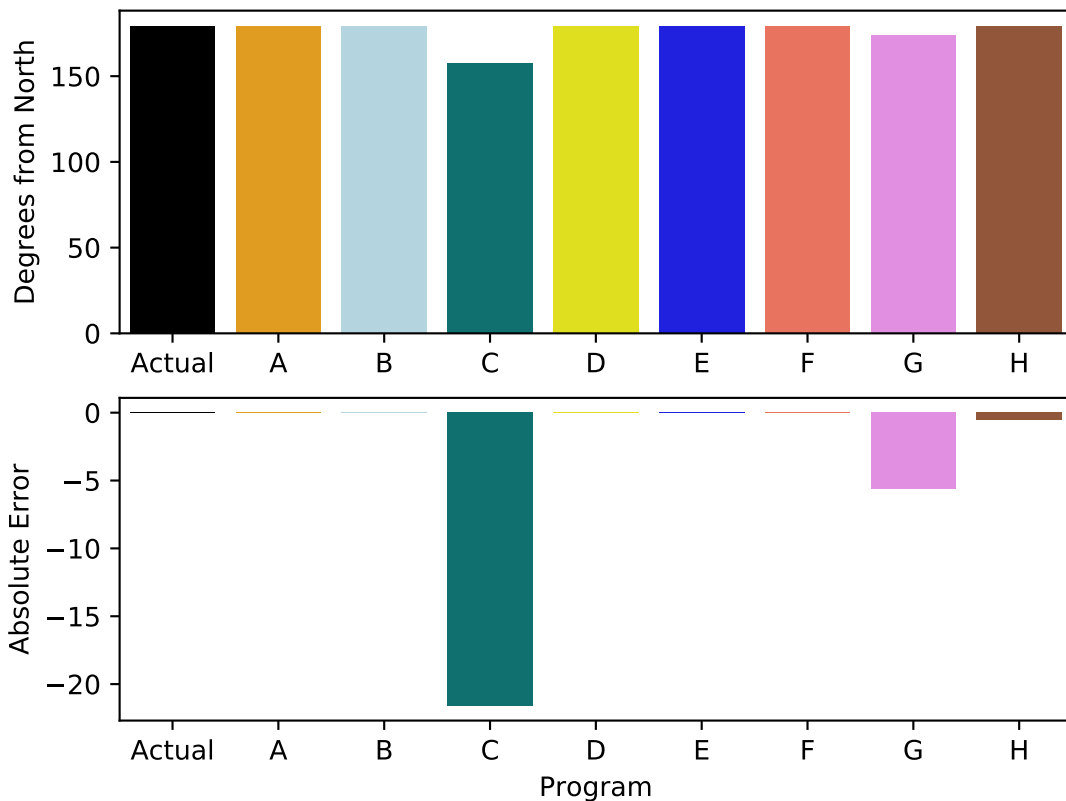 Degrees from North
150
100
50
0
Actual A B C D E F G H
Absolute Error
0
−5
−10
−15
−20
Actual A B C D E F G H
Program